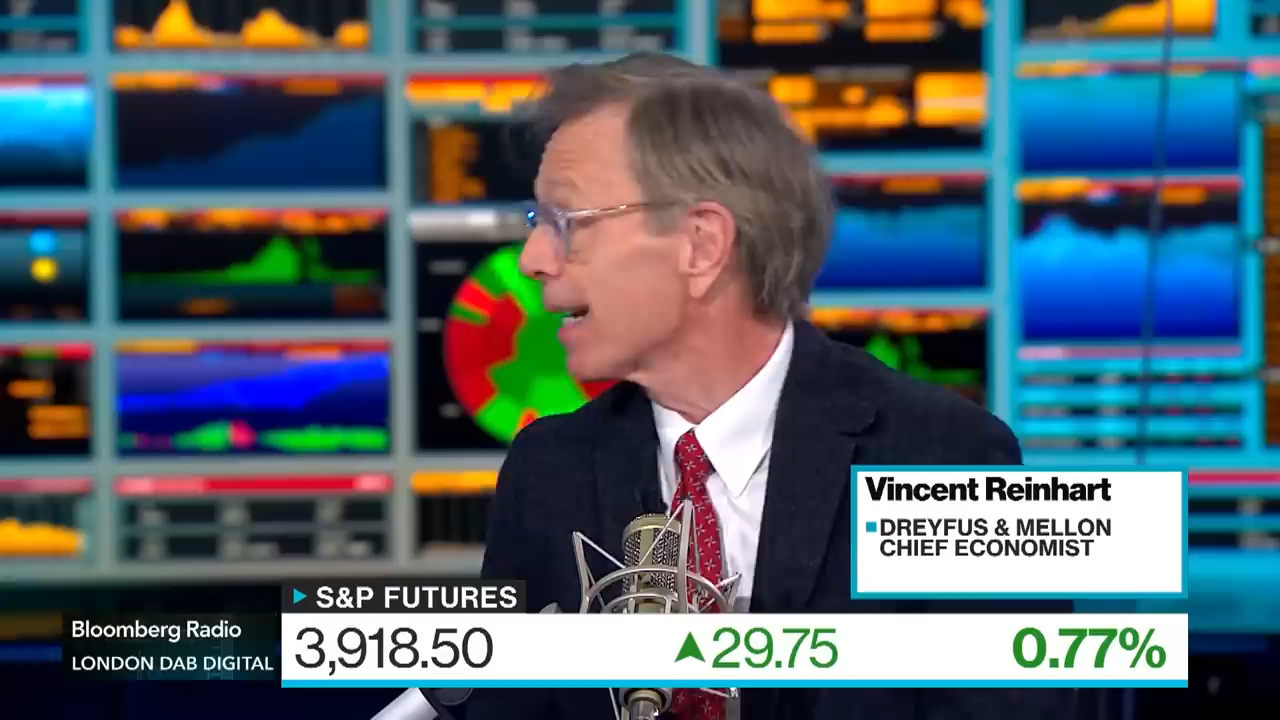 Vincent Reinhart
DREYFUS & MELLON
CHIEF ECONOMIST
S&P FUTURES
Bloomberg Radio
LONDON DAB DIGITAL
3,918.50
29.75
0.77%